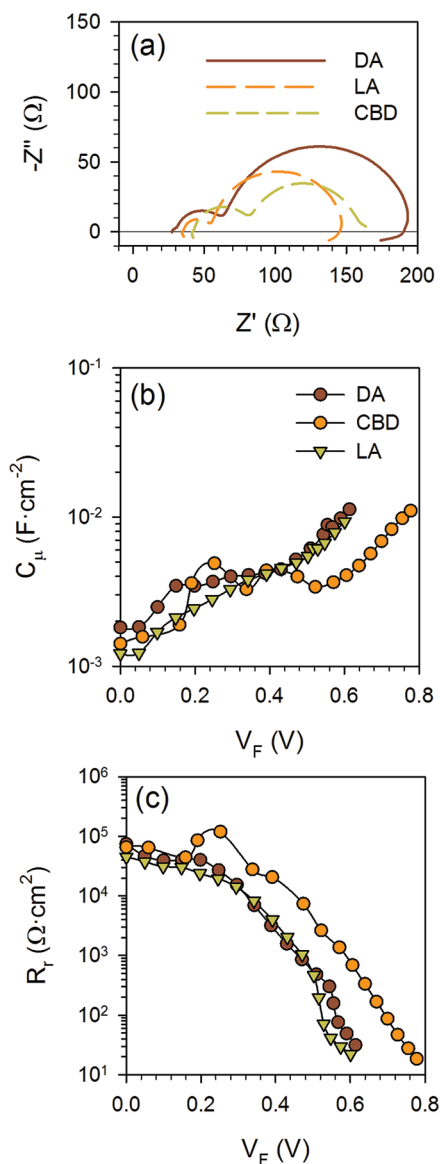 (a)
DA
LA
CBD
150
100
50
0
-Z" (Ω)
0 50 100 150 200
Z' (Ω)
(b)
DA
CBD
LA
10⁻¹
10⁻²
10⁻³
Cμ (F·cm⁻²)
0.0 0.2 0.4 0.6 0.8
V_F (V)
(c)
10⁶
10⁵
10⁴
10³
10²
10¹
R_r (Ω·cm²)
0.0 0.2 0.4 0.6 0.8
V_F (V)